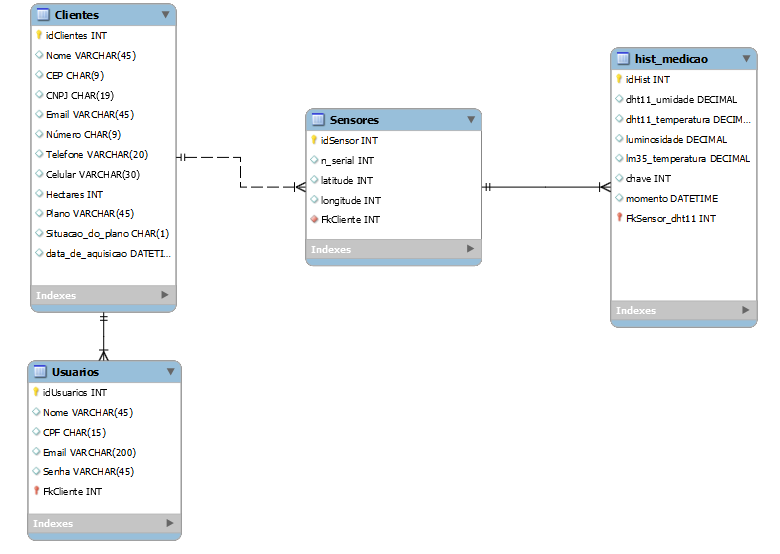 Clientes
idClientes INT
Nome VARCHAR(45)
CEP CHAR(9)
CNPJ CHAR(19)
Email VARCHAR(45)
Número CHAR(9)
Telefone VARCHAR(20)
Celular VARCHAR(30)
Hectares INT
Plano VARCHAR(45)
Situacao_do_plano CHAR(1)
data_de_aquisicao DATETI...
Indexes
Sensores
idSensor INT
n_serial INT
latitude INT
longitude INT
FkCliente INT
Indexes
hist_medicao
idHist INT
dht11_umidade DECIMAL
dht11_temperatura DECIM...
luminosidade DECIMAL
lm35_temperatura DECIMAL
chave INT
momento DATETIME
FkSensor_dht11 INT
Indexes
Usuarios
idUsuarios INT
Nome VARCHAR(45)
CPF CHAR(15)
Email VARCHAR(200)
Senha VARCHAR(45)
FkCliente INT
Indexes